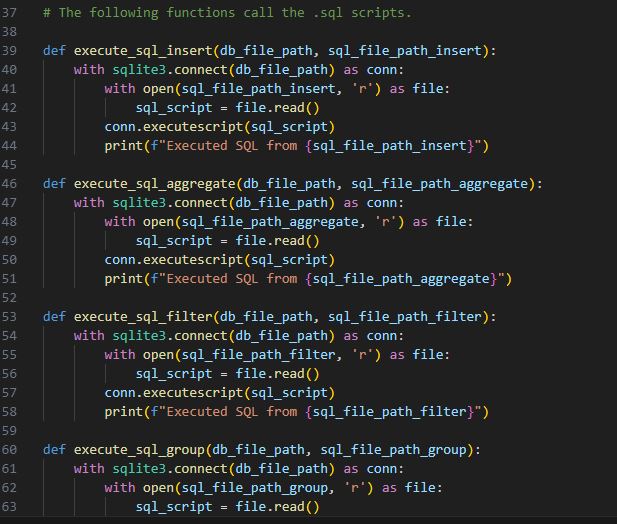 37 # The following functions call the .sql scripts.
38
39 def execute_sql_insert(db_file_path, sql_file_path_insert):
40     with sqlite3.connect(db_file_path) as conn:
41         with open(sql_file_path_insert, 'r') as file:
42             sql_script = file.read()
43         conn.executescript(sql_script)
44         print(f"Executed SQL from {sql_file_path_insert}")
45
46 def execute_sql_aggregate(db_file_path, sql_file_path_aggregate):
47     with sqlite3.connect(db_file_path) as conn:
48         with open(sql_file_path_aggregate, 'r') as file:
49             sql_script = file.read()
50         conn.executescript(sql_script)
51         print(f"Executed SQL from {sql_file_path_aggregate}")
52
53 def execute_sql_filter(db_file_path, sql_file_path_filter):
54     with sqlite3.connect(db_file_path) as conn:
55         with open(sql_file_path_filter, 'r') as file:
56             sql_script = file.read()
57         conn.executescript(sql_script)
58         print(f"Executed SQL from {sql_file_path_filter}")
59
60 def execute_sql_group(db_file_path, sql_file_path_group):
61     with sqlite3.connect(db_file_path) as conn:
62         with open(sql_file_path_group, 'r') as file:
63             sql_script = file.read()